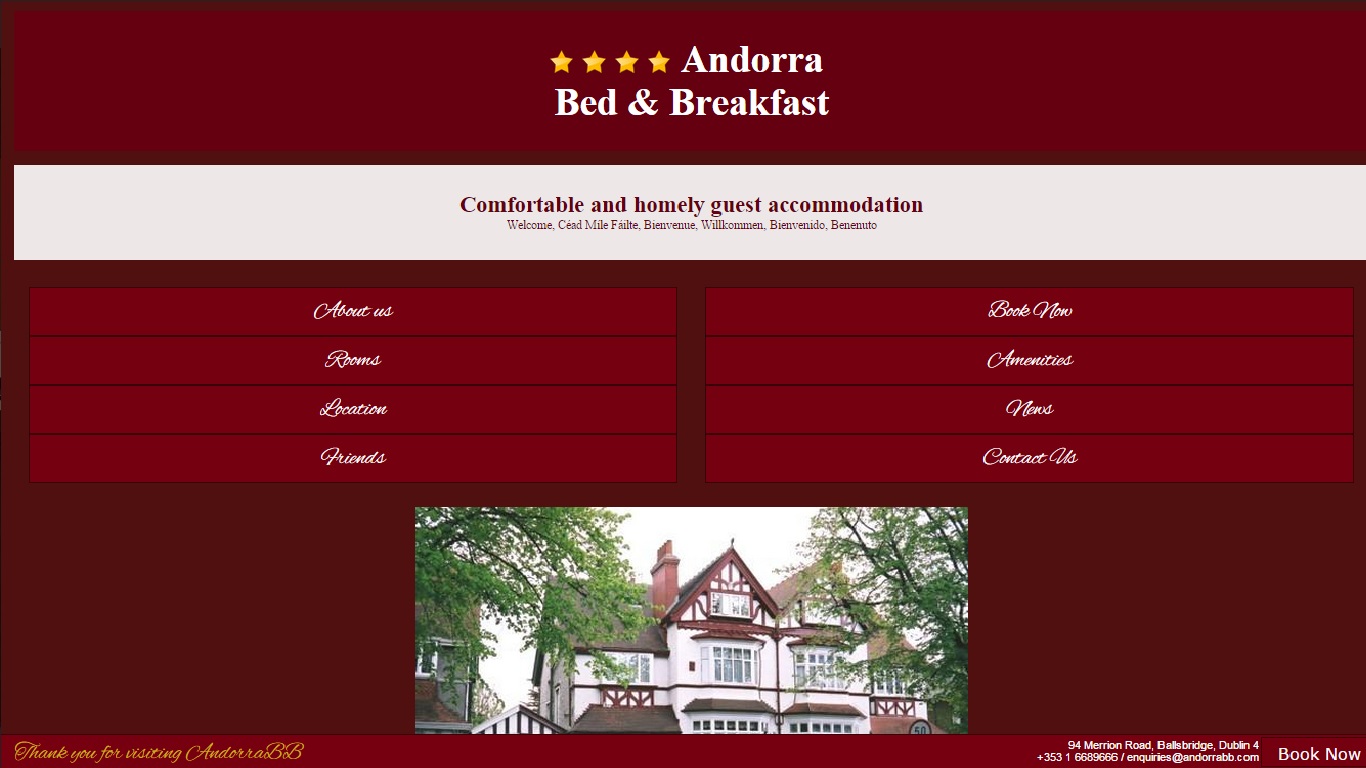 Andorra
Bed & Breakfast
Comfortable and homely guest accommodation
Welcome, Céad Míle Fáilte, Bienvenue, Willkommen, Bienvenido, Benenuto
About us
Book Now
Rooms
Amenities
Location
News
Friends
Contact Us
50
Thank you for visiting AndorraBB
94 Merrion Road, Ballsbridge, Dublin 4
+353 1 6689666 / enquiries@andorrabb.com
Book Now